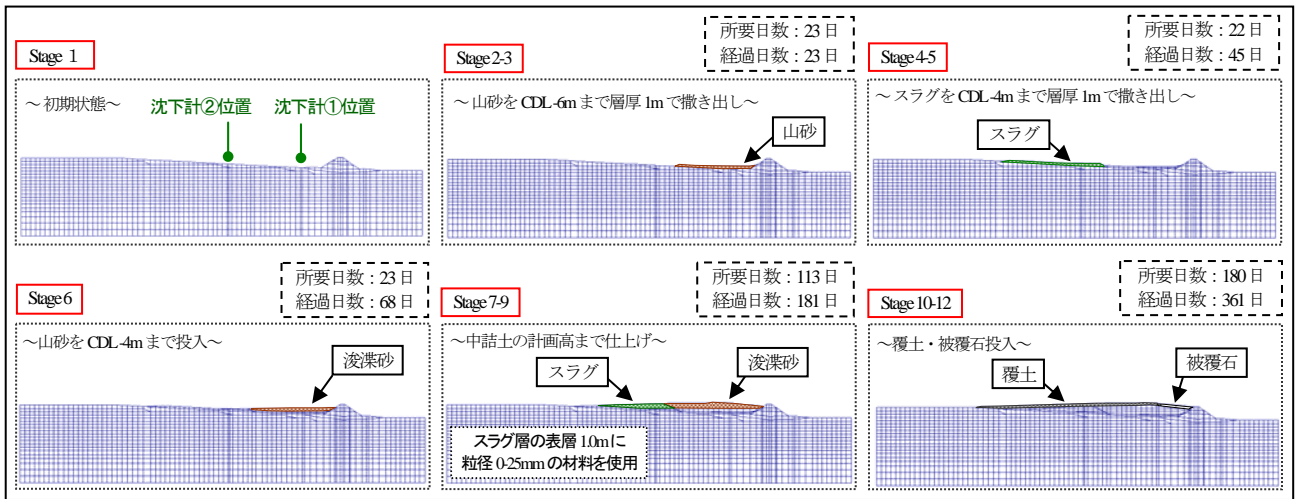 Stage 1
～初期状態～
沈下計②位置
沈下計①位置
所要日数：23日
経過日数：23日
Stage 2-3
～山砂をCDL-6mまで層厚1mで撒き出し～
山砂
所要日数：22日
経過日数：45日
Stage 4-5
～スラグをCDL-4mまで層厚1mで撒き出し～
スラグ
所要日数：23日
経過日数：68日
Stage 6
～山砂をCDL-4mまで投入～
浚渫砂
所要日数：113日
経過日数：181日
Stage 7-9
～中詰土の計画高まで仕上げ～
スラグ
浚渫砂
スラグ層の表層1.0mに
粒径0-25mmの材料を使用
所要日数：180日
経過日数：361日
Stage 10-12
～覆土・被覆石投入～
覆土
被覆石